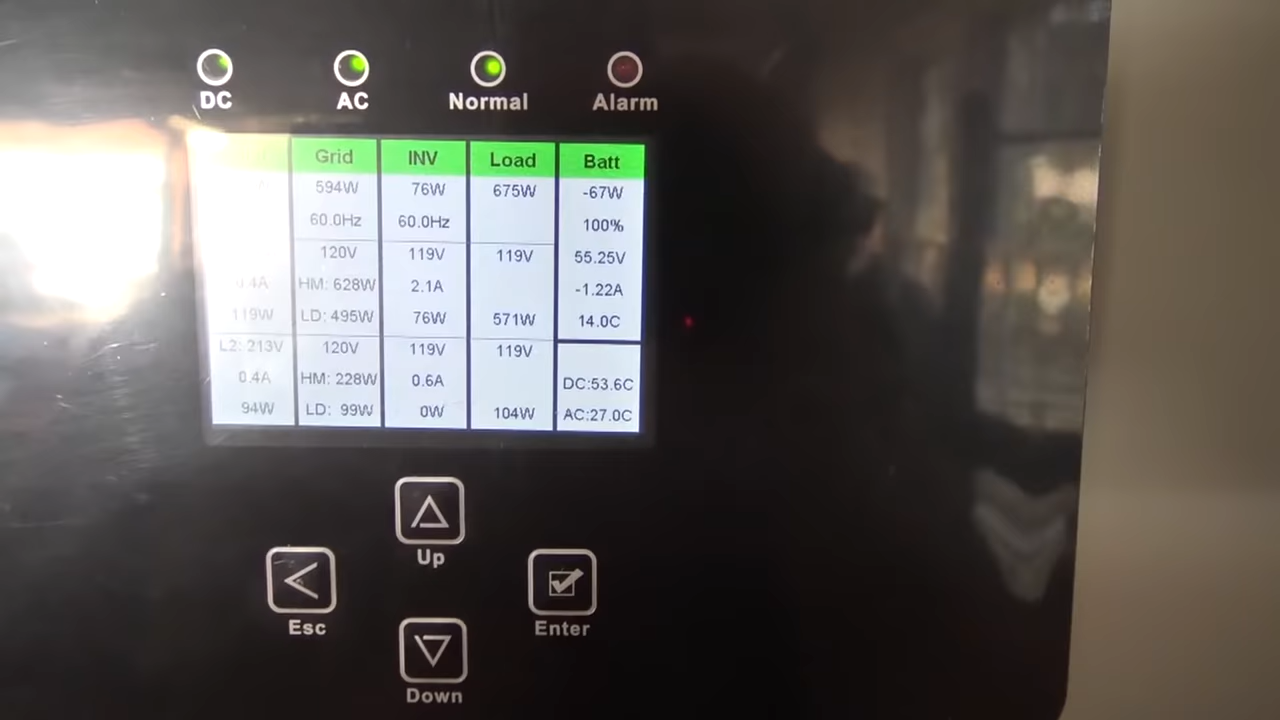 DC AC Normal Alarm
Grid INV Load Batt
594W 76W 675W -67W
60.0Hz 60.0Hz 100%
120V 119V 119V 55.25V
0.4A HM: 628W 2.1A -1.22A
119W LD: 495W 76W 571W 14.0C
L2: 213V 120V 119V 119V
0.4A HM: 228W 0.6A DC:53.6C
94W LD: 99W 0W 104W AC:27.0C
Up
Esc Enter
Down